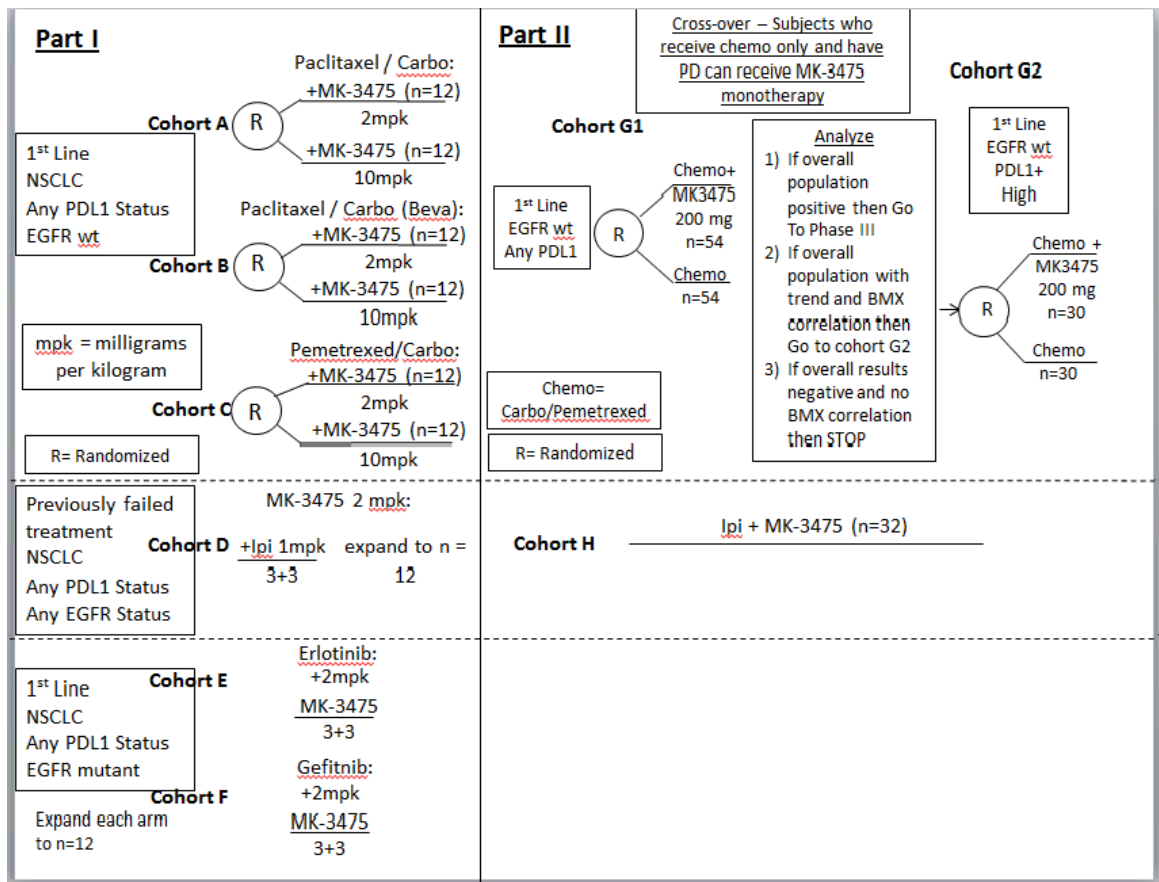 Part I
Paclitaxel / Carbo:
+MK-3475 (n=12)
2mpk
Cohort A
R
+MK-3475 (n=12)
10mpk
1st Line
NSCLC
Any PDL1 Status
EGFR wt
Paclitaxel / Carbo (Beva):
+MK-3475 (n=12)
2mpk
Cohort B
R
+MK-3475 (n=12)
10mpk
mpk = milligrams
per kilogram
Pemetrexed/Carbo:
+MK-3475 (n=12)
2mpk
Cohort C
R
+MK-3475 (n=12)
10mpk
R= Randomized
Previously failed
treatment
NSCLC
Any PDL1 Status
Any EGFR Status
MK-3475 2 mpk:
Cohort D
+Ipi 1mpk
3+3
expand to n =
12
1st Line
NSCLC
Any PDL1 Status
EGFR mutant
Cohort E
Erlotinib:
+2mpk
MK-3475
3+3
Cohort F
Gefitnib:
+2mpk
MK-3475
3+3
Expand each arm
to n=12
Part II
Cross-over – Subjects who
receive chemo only and have
PD can receive MK-3475
monotherapy
Cohort G1
1st Line
EGFR wt
Any PDL1
R
Chemo+
MK3475
200 mg
n=54
Chemo
n=54
Chemo=
Carbo/Pemetrexed
R= Randomized
Analyze
1) If overall
population
positive then Go
To Phase III
2) If overall
population with
trend and BMX
correlation then
Go to cohort G2
3) If overall results
negative and no
BMX correlation
then STOP
Cohort G2
1st Line
EGFR wt
PDL1+
High
R
Chemo +
MK3475
200 mg
n=30
Chemo
n=30
Cohort H
Ipi + MK-3475 (n=32)